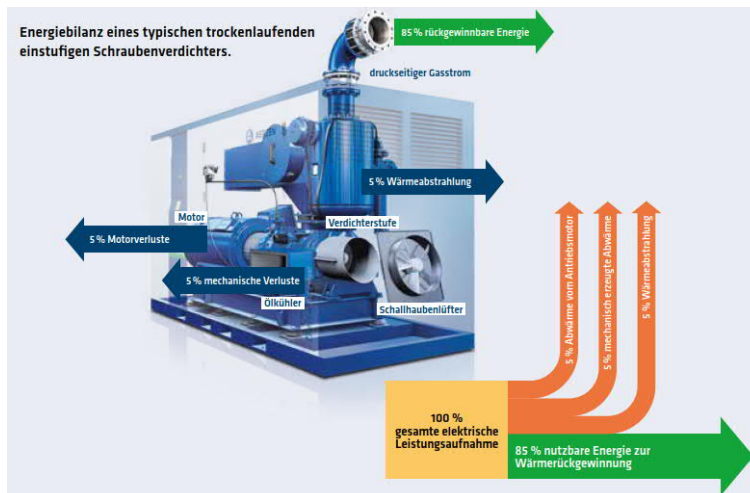 Energiebilanz eines typischen trockenlaufenden
einstufigen Schraubenverdichters.
85 % rückgewinnbare Energie
druckseitiger Gasstrom
AERZEN
5 % Wärmeabstrahlung
Motor
Verdichterstufe
5 % Motorverluste
5 % mechanische Verluste
Ölkühler
Schallhaubenlüfter
5 % Abwärme vom Antriebsmotor
5 % mechanisch erzeugte Abwärme
5 % Wärmeabstrahlung
100 %
gesamte elektrische
Leistungsaufnahme
85 % nutzbare Energie zur
Wärmerückgewinnung